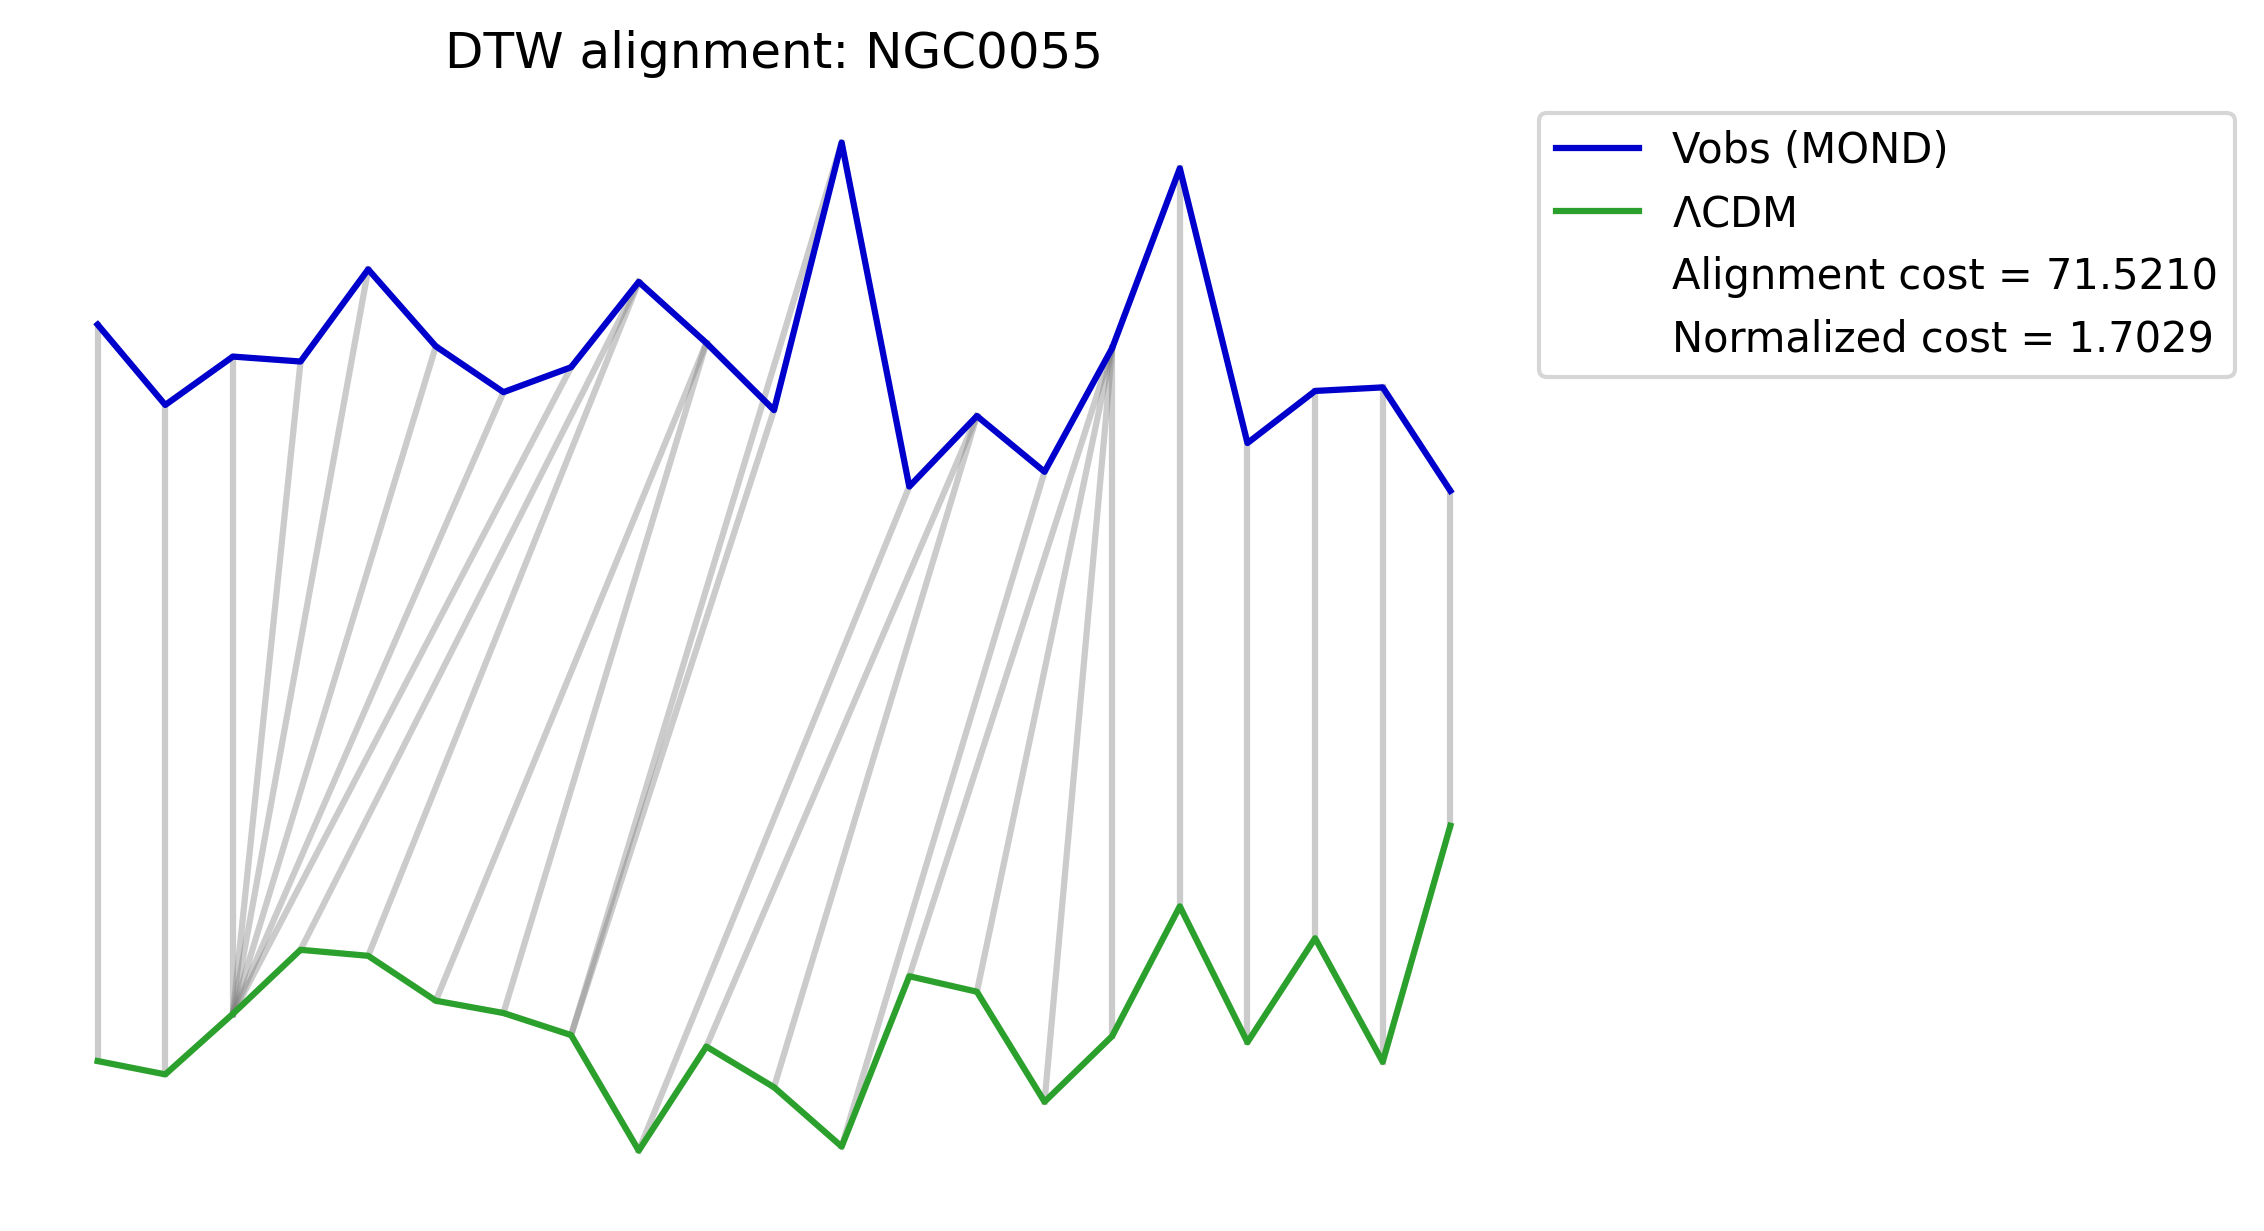 DTW alignment: NGC0055
Vobs (MOND)
ΛCDM
Alignment cost = 71.5210
Normalized cost = 1.7029